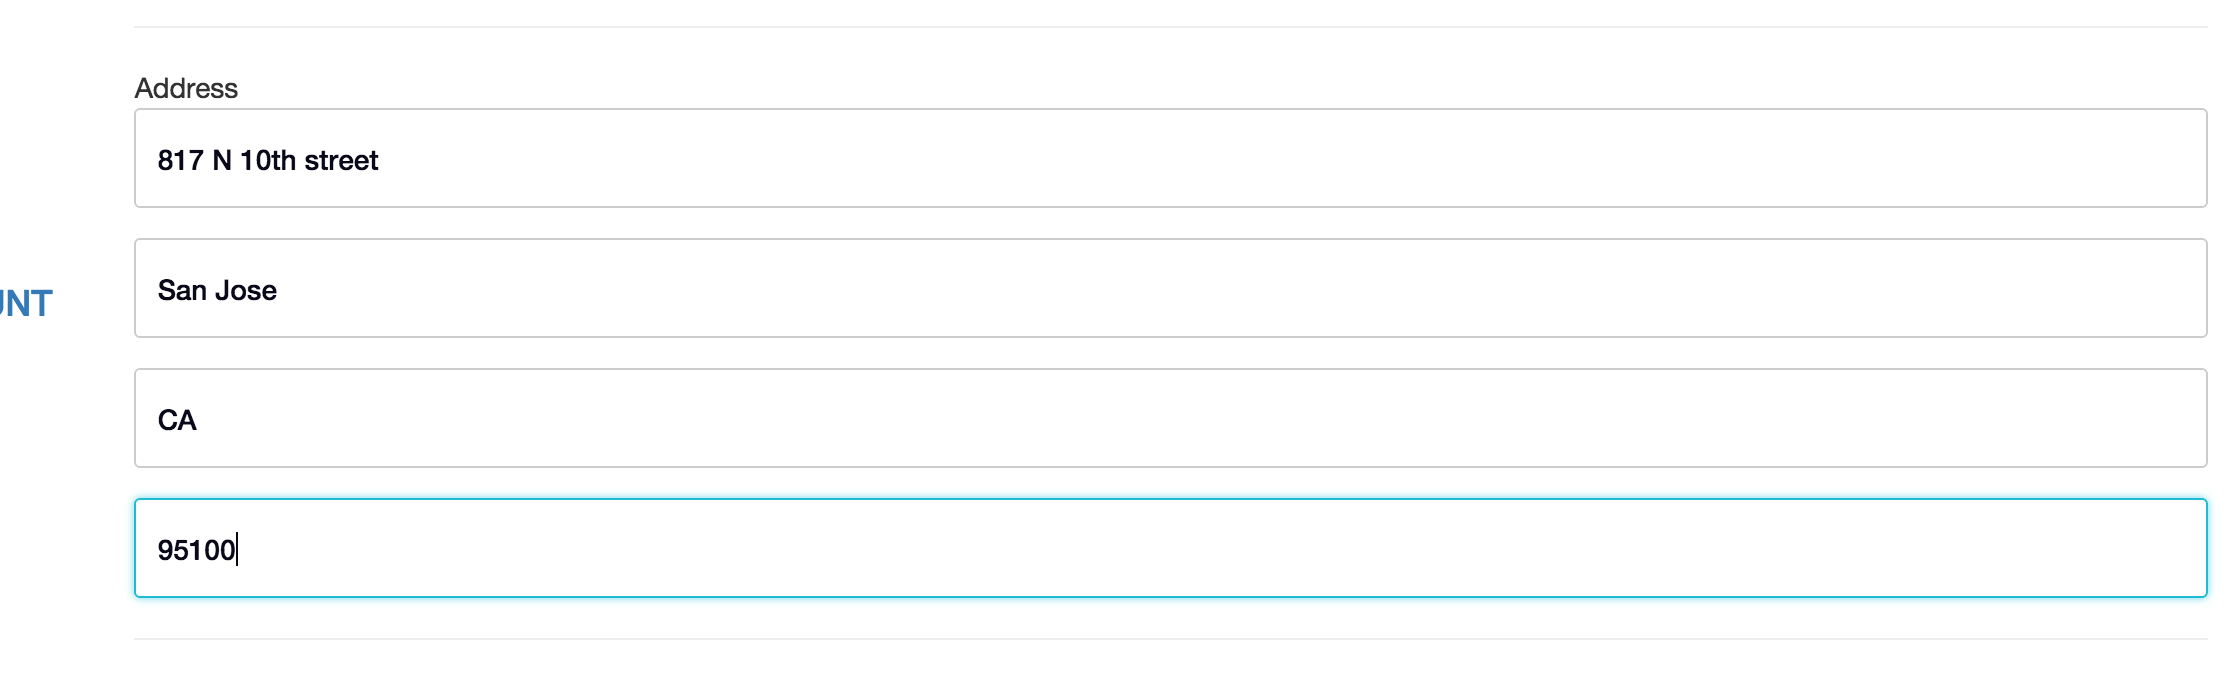 Address
817 N 10th street
San Jose
UNT
CA
95100